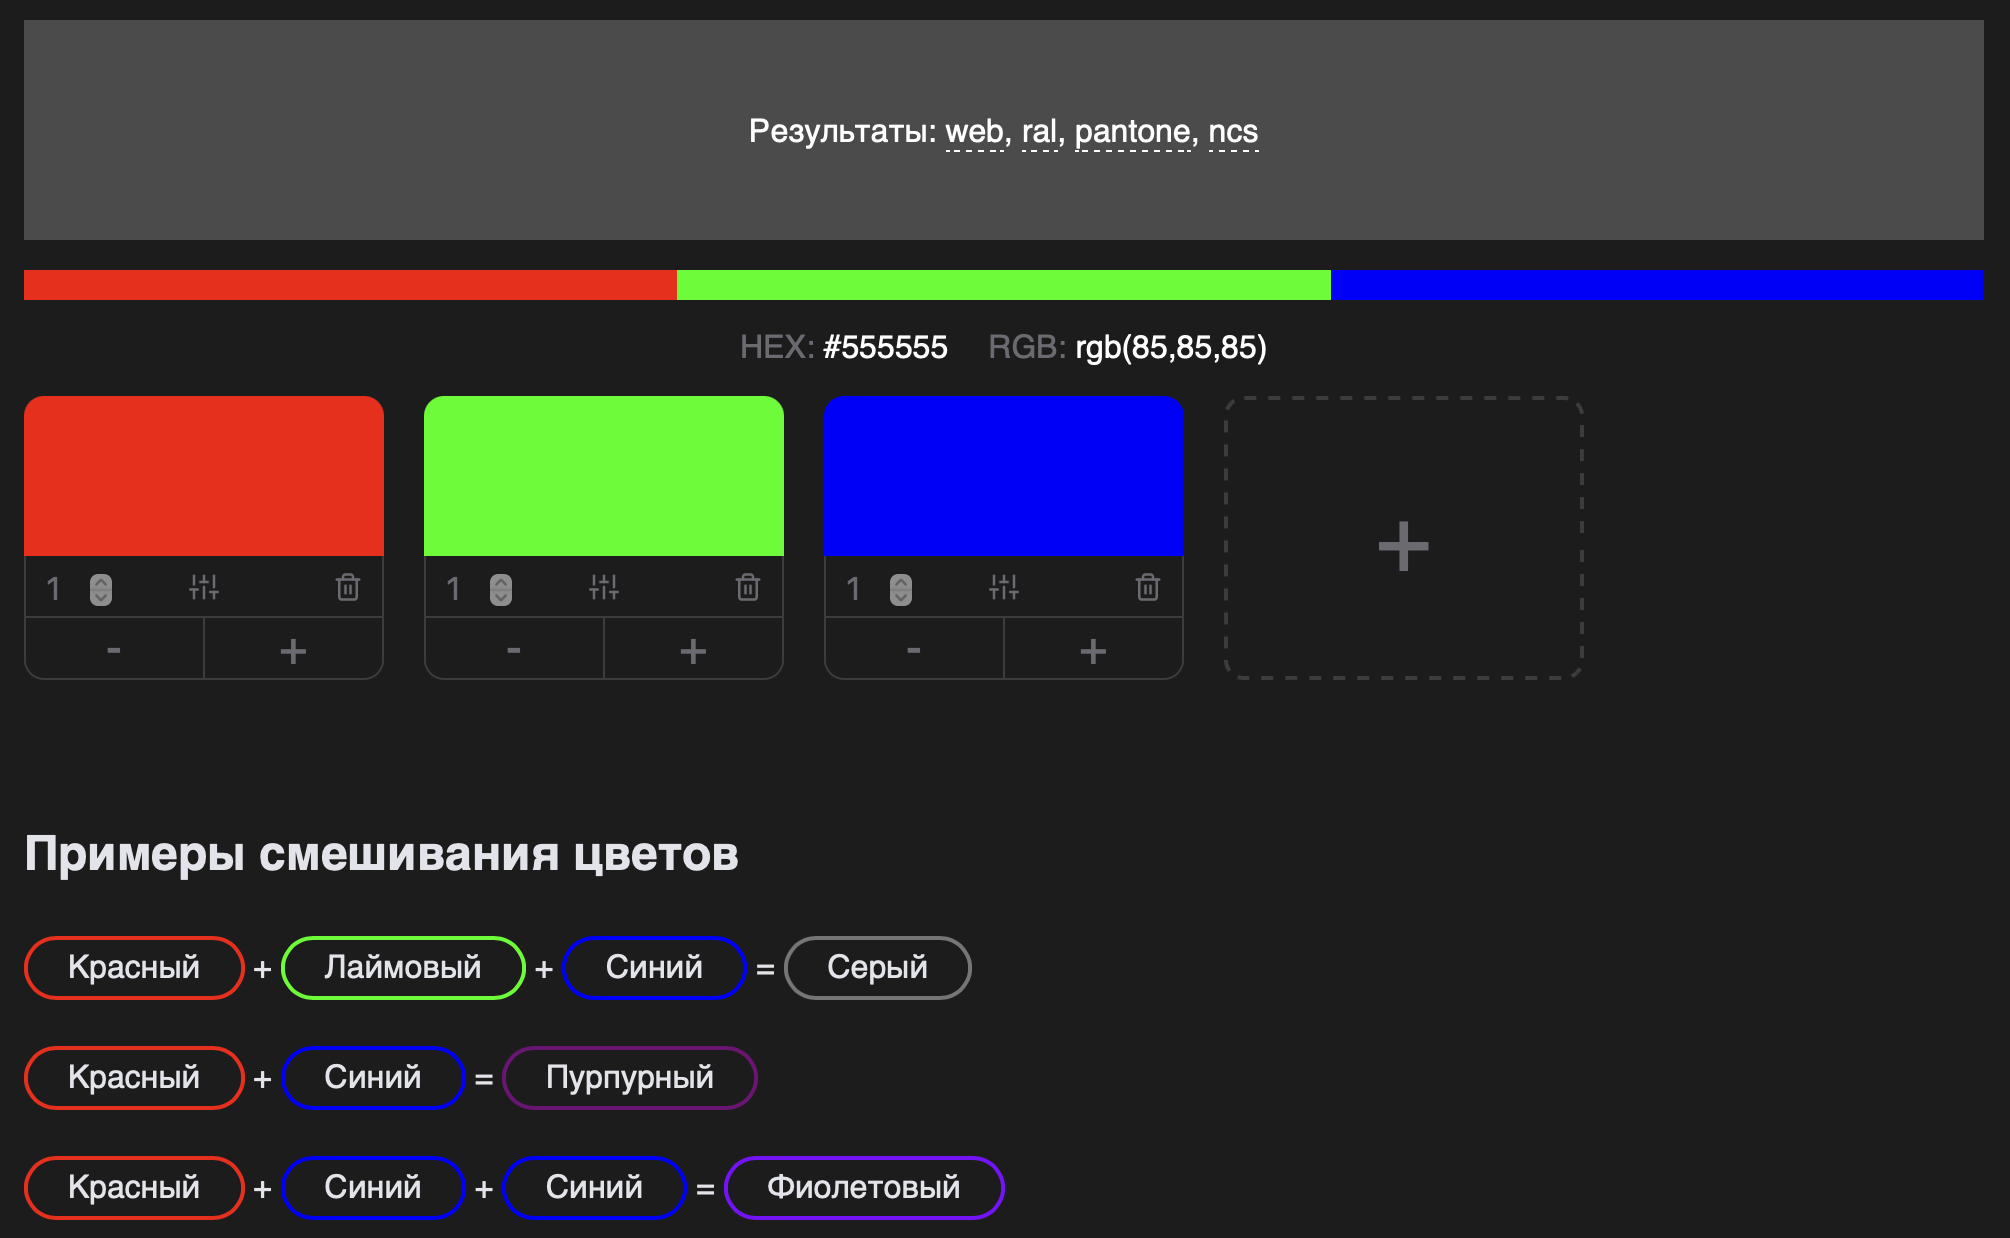 Результаты: web, ral, pantone, ncs
HEX: #555555 RGB: rgb(85,85,85)
1 1 1
- + - + - + +
Примеры смешивания цветов
Красный + Лаймовый + Синий = Серый
Красный + Синий = Пурпурный
Красный + Синий + Синий = Фиолетовый